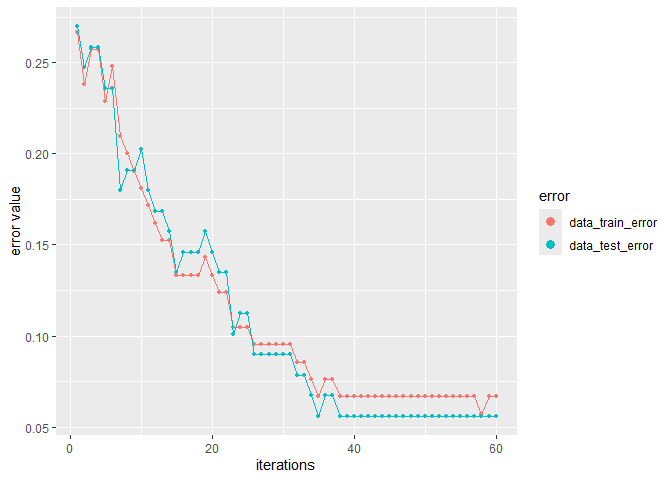 error value
0.25
0.20
0.15
0.10
0.05
0
20
40
60
iterations
error
data_train_error
data_test_error